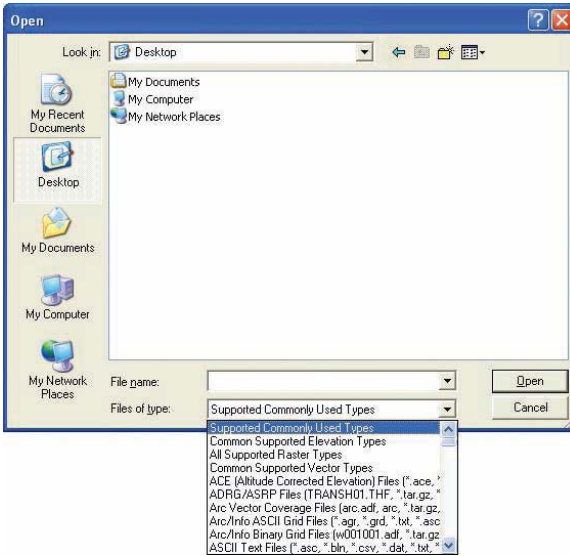 Open
Look in:
Desktop
My Documents
My Computer
My Network Places
My Recent
Documents
Desktop
My Documents
My Computer
My Network
Places
File name:
Open
Files of type:
Supported Commonly Used Types
Cancel
Supported Commonly Used Types
Common Supported Elevation Types
All Supported Raster Types
Common Supported Vector Types
ACE (Altitude Corrected Elevation) Files (*.ace, *
ADRG/ASRP Files (TRANSH01.THF, *.tar.gz, *
Arc Vector Coverage Files (arc.adf, arc, *.tar.gz,
Arc/Info ASCII Grid Files (*.agr, *.grd, *.txt, *.asc
Arc/Info Binary Grid Files (w001001.adf, *.tar.gz
ASCII Text Files (*.asc, *.bln, *.csv, *.dat, *.txt, *